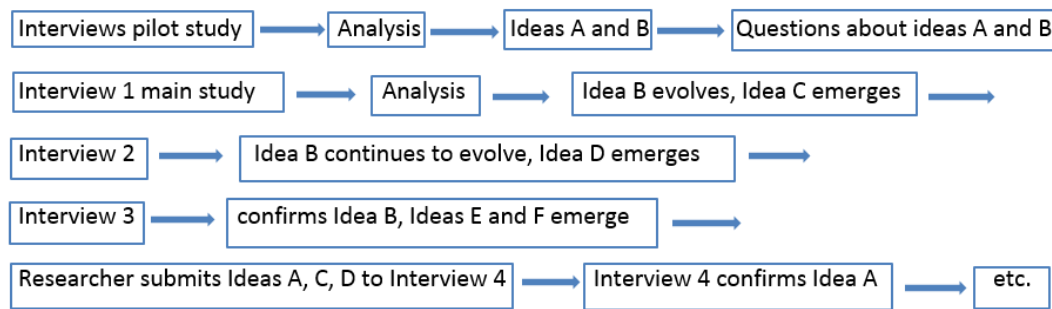 Interviews pilot study Analysis Ideas A and B Questions about ideas A and B
Interview 1 main study Analysis Idea B evolves, Idea C emerges
Interview 2 Idea B continues to evolve, Idea D emerges
Interview 3 confirms Idea B, Ideas E and F emerge
Researcher submits Ideas A, C, D to Interview 4 Interview 4 confirms Idea A etc.